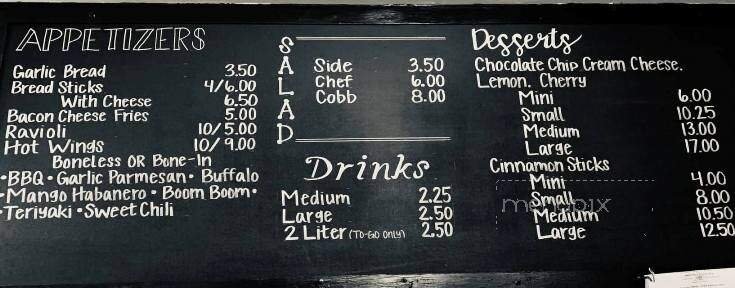 APPETIZERS
Garlic Bread 3.50
Bread Sticks 4/6.00
With Cheese 6.50
Bacon Cheese Fries 5.00
Ravioli 10/5.00
Hot Wings 10/9.00
Boneless OR Bone-In
•BBQ • Garlic Parmesan • Buffalo
•Mango Habanero • Boom Boom•
•Teriyaki •Sweet Chili
SALAD
Side 3.50
Chef 6.00
Cobb 8.00
Drinks
Medium 2.25
Large 2.50
2 Liter (TO-GO ONLY) 2.50
Desserts
Chocolate Chip Cream Cheese,
Lemon, Cherry
Mini 6.00
Small 10.25
Medium 13.00
Large 17.00
Cinnamon Sticks
Mini 4.00
Small 8.00
Medium 10.50
Large 12.50